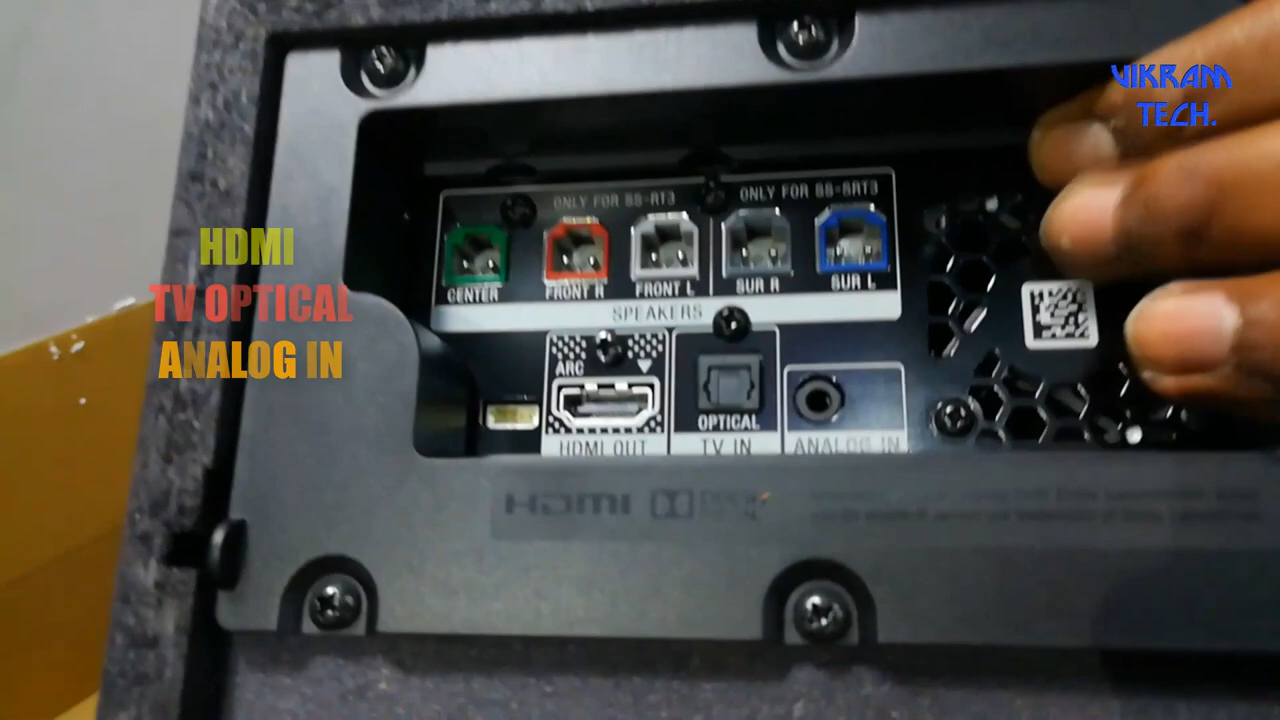 VIKRAM
TECH.
ONLY FOR SS-RT3
ONLY FOR SS-SRT3
CENTER
FRONT R
FRONT L
SUR R
SUR L
SPEAKERS
HDMI
TV OPTICAL
ANALOG IN
ARC
OPTICAL
HDMI OUT
TV IN
ANALOG IN
HDMI